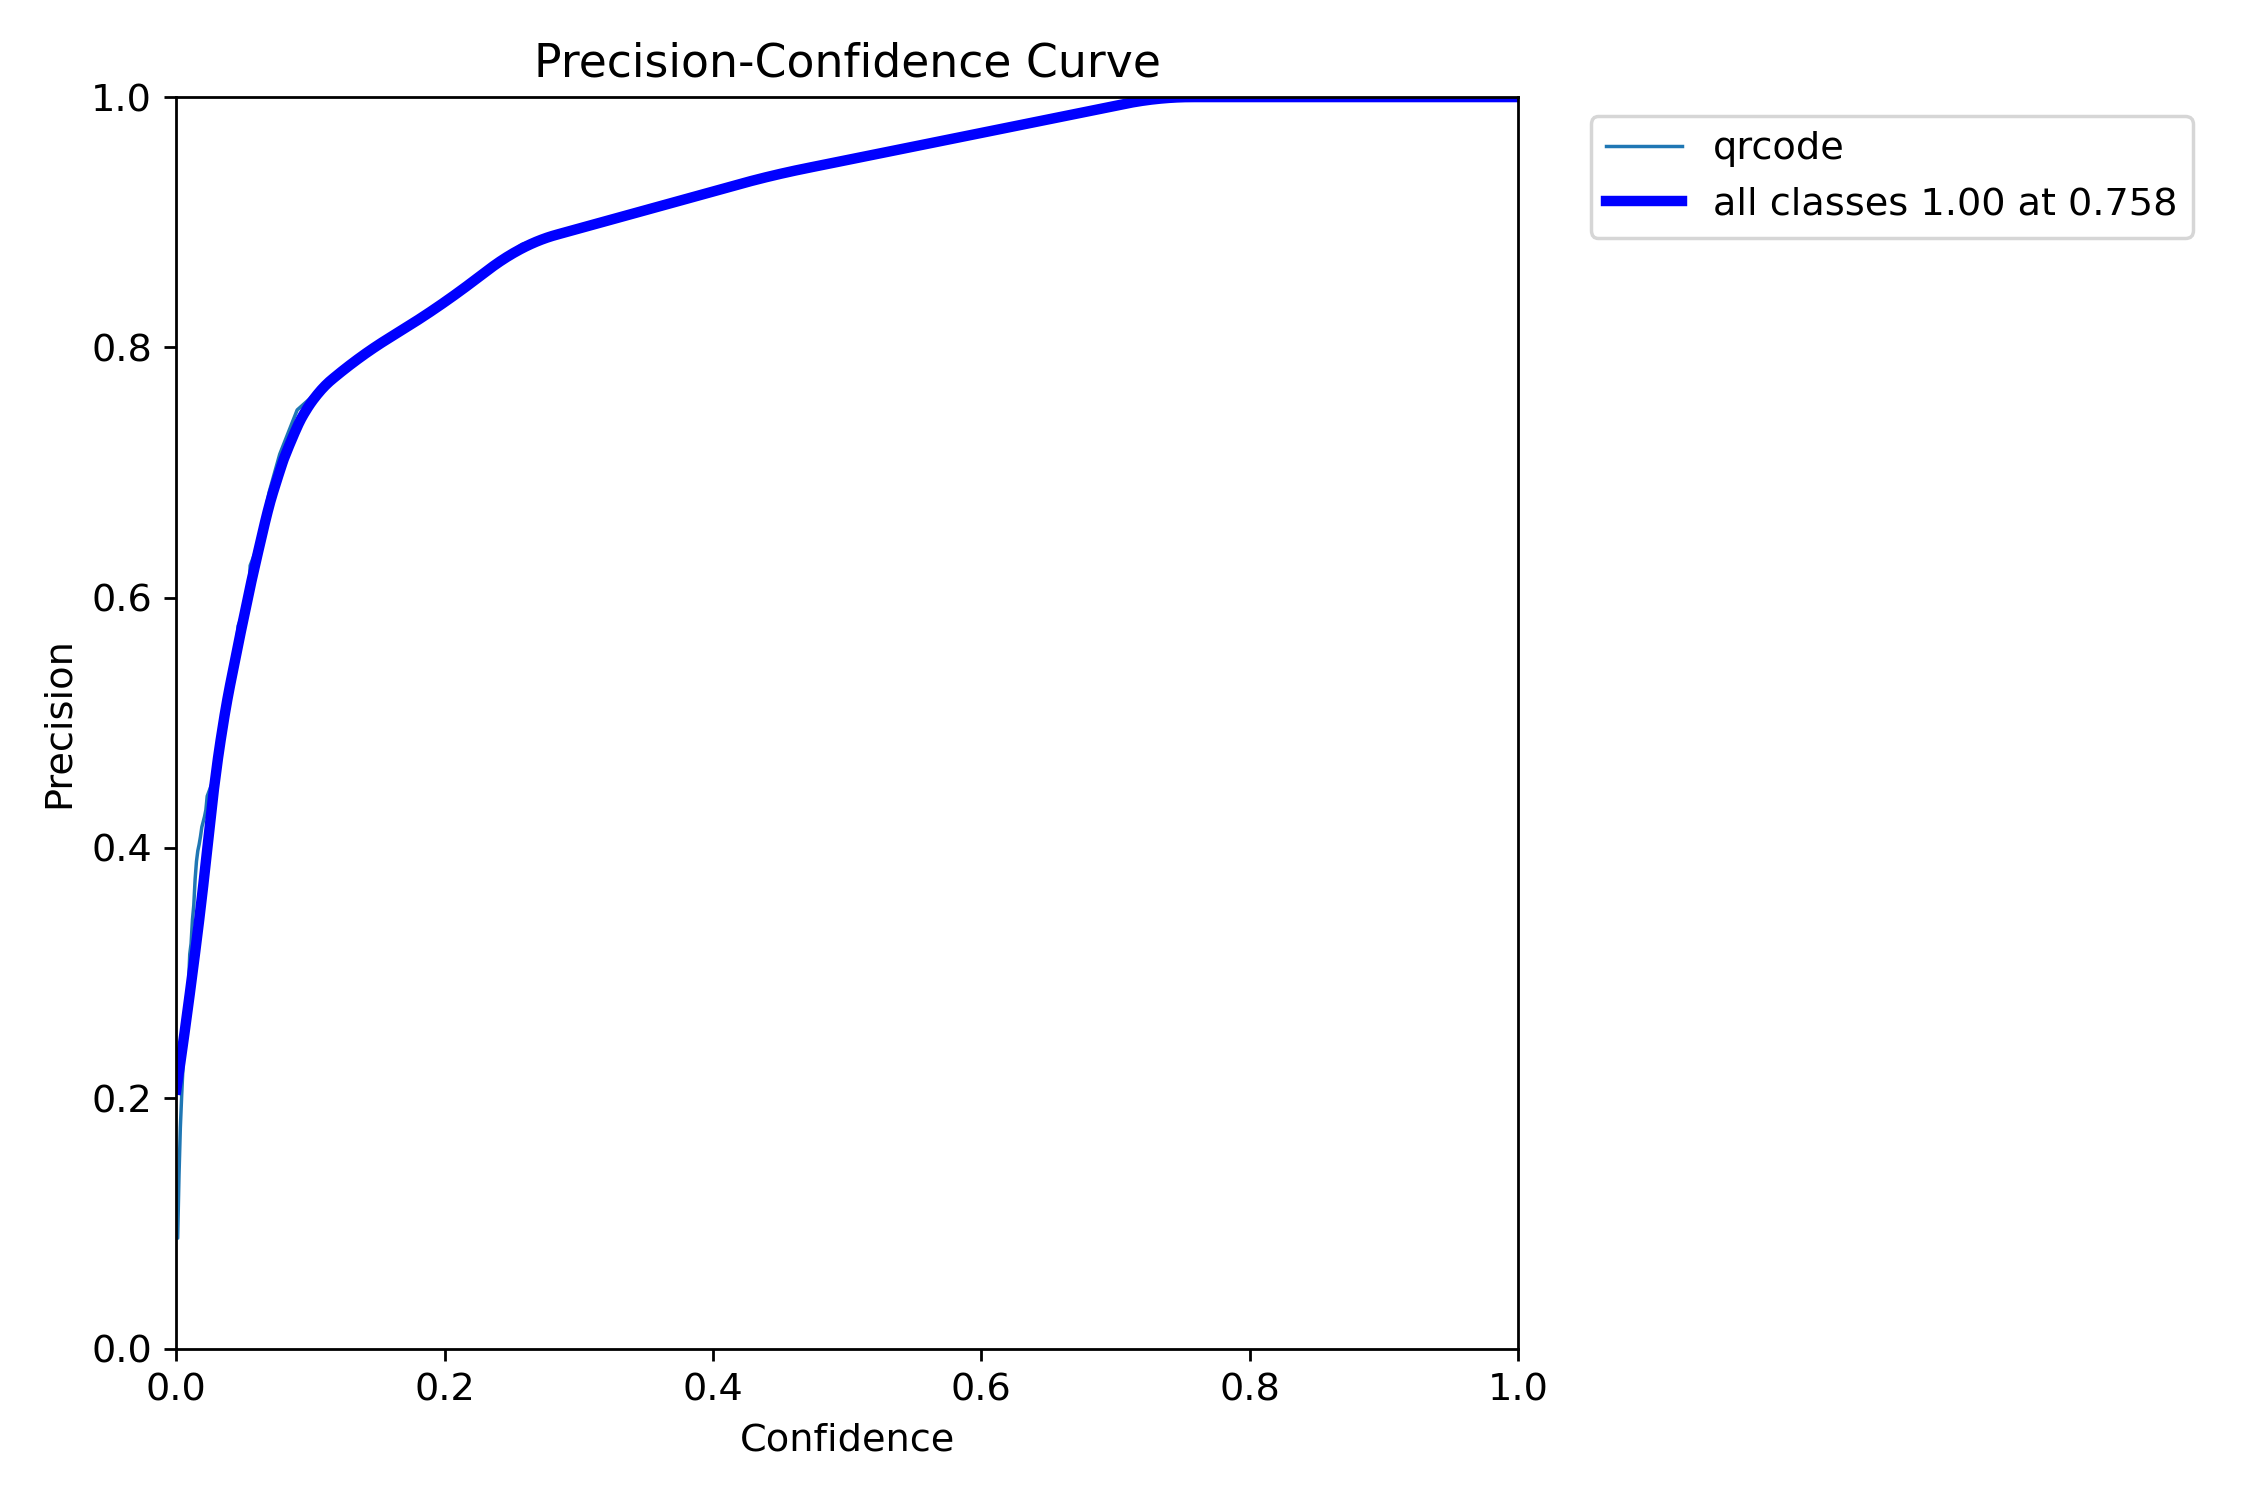 Precision-Confidence Curve
1.0
0.8
0.6
0.4
0.2
0.0
Precision
0.0 0.2 0.4 0.6 0.8 1.0
Confidence
qrcode
all classes 1.00 at 0.758